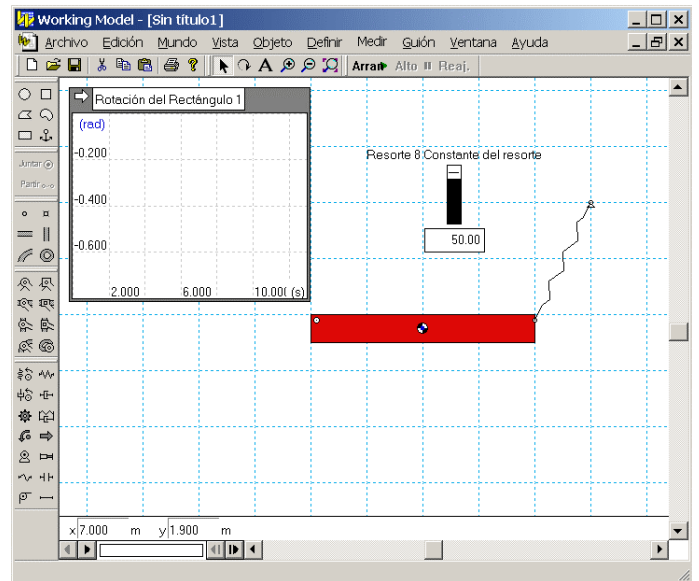 Working Model - [Sin título1]
Archivo Edición Mundo Vista Objeto Definir Medir Guión Ventana Ayuda
Arran Alto Reaj.
Rotación del Rectángulo 1
(rad)
-0.200
-0.400
-0.600
2.000 6.000 10.00( (s)
Juntar
Partir
Resorte 8 Constante del resorte
50.00
x 7.000 m y 1.900 m